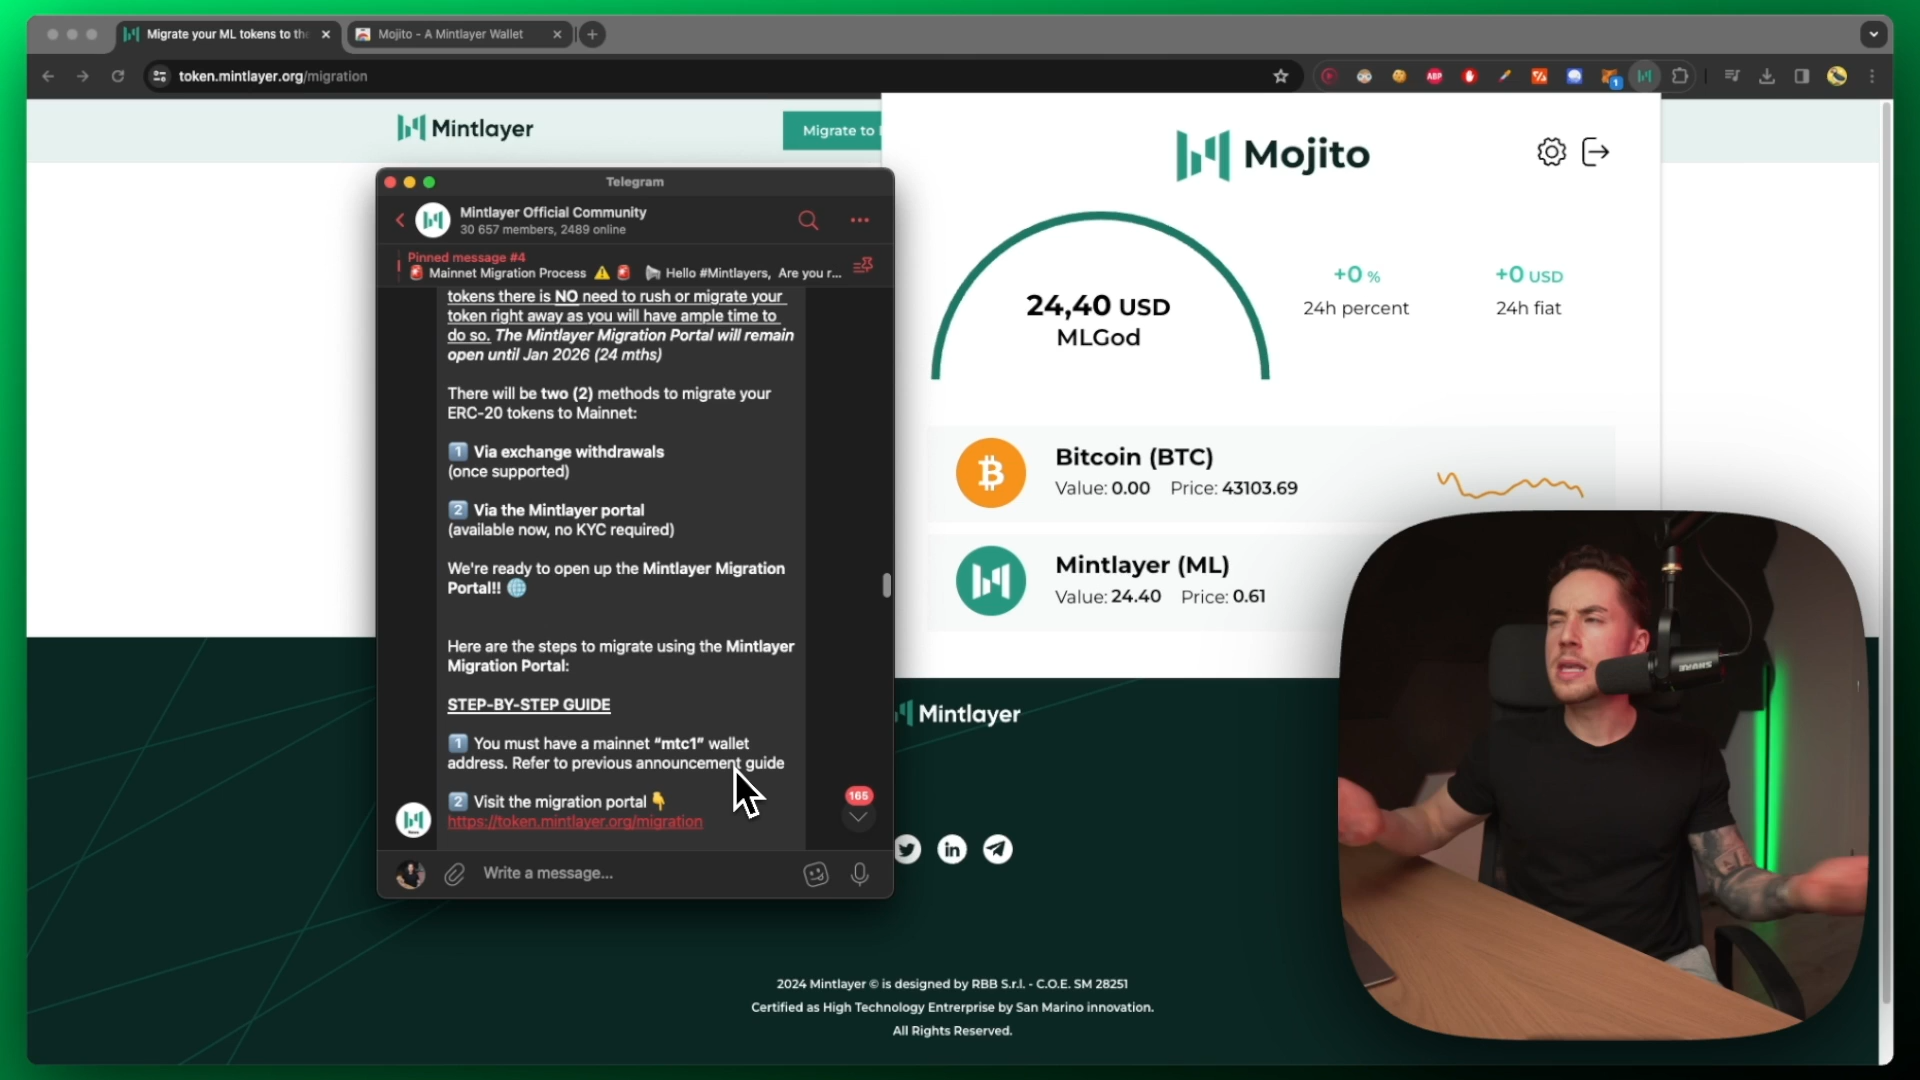 Migrate your ML tokens to the
Mojito - A Mintlayer Wallet
token.mintlayer.org/migration
ABP
1
Mintlayer
Migrate to
Mojito
24,40 USD
MLGod
+0 %
24h percent
+0 USD
24h fiat
Bitcoin (BTC)
Value: 0.00 Price: 43103.69
Mintlayer (ML)
Value: 24.40 Price: 0.61
Telegram
Mintlayer Official Community
30 657 members, 2489 online
Pinned message #4
🚨 Mainnet Migration Process ⚠️ 🚨 📢 Hello #Mintlayers, Are you r...
tokens there is NO need to rush or migrate your
token right away as you will have ample time to
do so. The Mintlayer Migration Portal will remain
open until Jan 2026 (24 mths)
There will be two (2) methods to migrate your
ERC-20 tokens to Mainnet:
1 Via exchange withdrawals
(once supported)
2 Via the Mintlayer portal
(available now, no KYC required)
We're ready to open up the Mintlayer Migration
Portal!! 🌐
Here are the steps to migrate using the Mintlayer
Migration Portal:
STEP-BY-STEP GUIDE
1 You must have a mainnet “mtc1” wallet
address. Refer to previous announcement guide
2 Visit the migration portal 👇
https://token.mintlayer.org/migration
165
Write a message...
Mintlayer
2024 Mintlayer © is designed by RBB S.r.l. - C.O.E. SM 28251
Certified as High Technology Entrerprise by San Marino innovation.
All Rights Reserved.